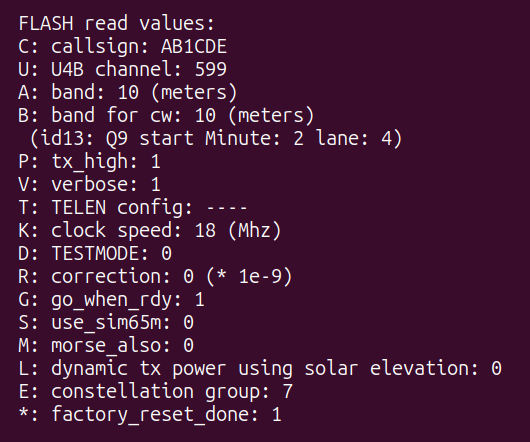 FLASH read values:
C: callsign: AB1CDE
U: U4B channel: 599
A: band: 10 (meters)
B: band for cw: 10 (meters)
(id13: Q9 start Minute: 2 lane: 4)
P: tx_high: 1
V: verbose: 1
T: TELEN config: ----
K: clock speed: 18 (Mhz)
D: TESTMODE: 0
R: correction: 0 (* 1e-9)
G: go_when_rdy: 1
S: use_sim65m: 0
M: morse_also: 0
L: dynamic tx power using solar elevation: 0
E: constellation group: 7
*: factory_reset_done: 1